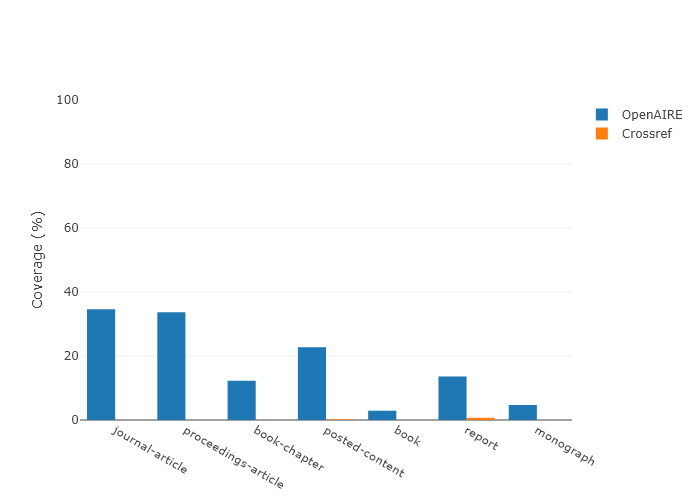 100
80
60
40
20
0
Coverage (%)
journal-article
proceedings-article
book-chapter
posted-content
book
report
monograph
OpenAIRE
Crossref